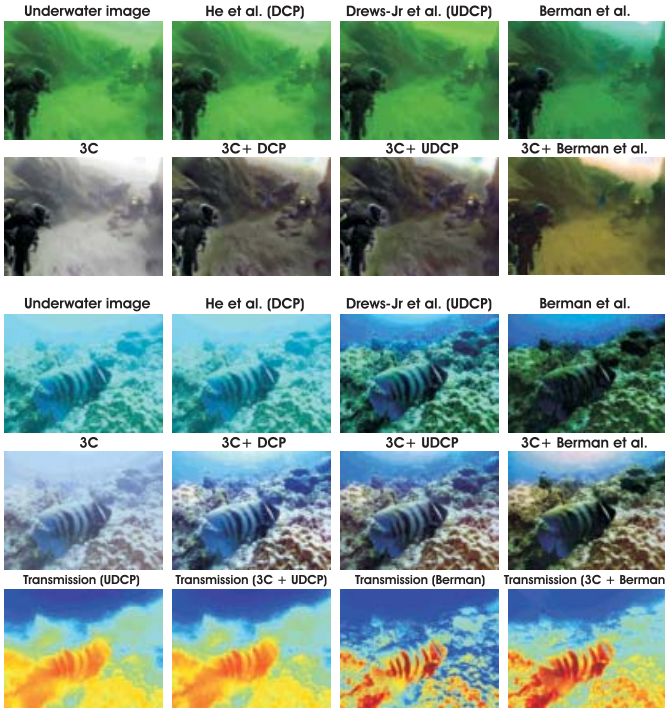 Underwater image He et al. (DCP) Drews-Jr et al. (UDCP) Berman et al.
3C 3C+ DCP 3C+ UDCP 3C+ Berman et al.
Underwater image He et al. (DCP) Drews-Jr et al. (UDCP) Berman et al.
3C 3C+ DCP 3C+ UDCP 3C+ Berman et al.
Transmission (UDCP) Transmission (3C + UDCP) Transmission (Berman) Transmission (3C + Berman